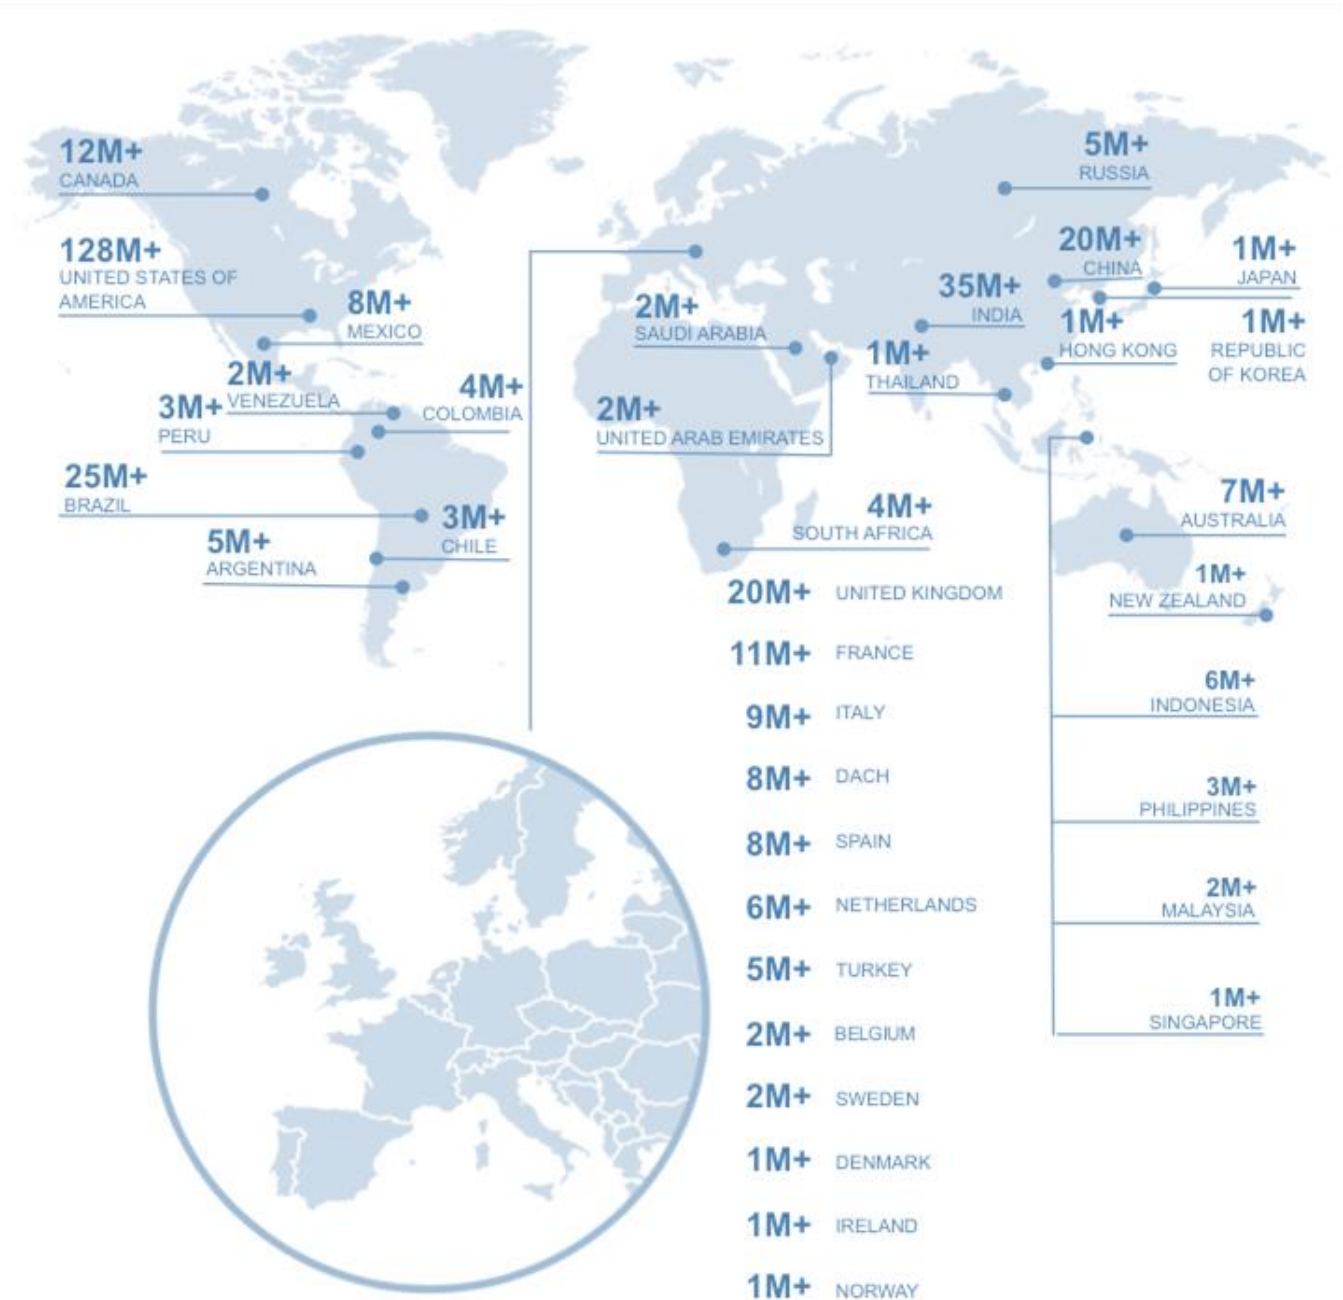 12M+
CANADA
128M+
UNITED STATES OF
AMERICA
8M+
MEXICO
2M+
VENEZUELA
3M+
PERU
4M+
COLOMBIA
25M+
BRAZIL
5M+
ARGENTINA
3M+
CHILE
2M+
SAUDI ARABIA
2M+
UNITED ARAB EMIRATES
4M+
SOUTH AFRICA
5M+
RUSSIA
20M+
CHINA
1M+
JAPAN
35M+
INDIA
1M+
HONG KONG
1M+
REPUBLIC
OF KOREA
1M+
THAILAND
7M+
AUSTRALIA
1M+
NEW ZEALAND
6M+
INDONESIA
3M+
PHILIPPINES
2M+
MALAYSIA
1M+
SINGAPORE
20M+ UNITED KINGDOM
11M+ FRANCE
9M+ ITALY
8M+ DACH
8M+ SPAIN
6M+ NETHERLANDS
5M+ TURKEY
2M+ BELGIUM
2M+ SWEDEN
1M+ DENMARK
1M+ IRELAND
1M+ NORWAY